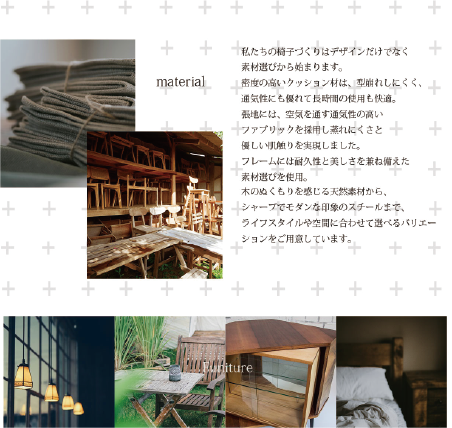 material
私たちの椅子づくりはデザインだけでなく
素材選びから始まります。
密度の高いクッション材は、型崩れしにくく、
通気性にも優れて長時間の使用も快適。
張地には、空気を通す通気性の高い
ファブリックを採用し蒸れにくさと
優しい肌触りを実現しました。
フレームには耐久性と美しさを兼ね備えた
素材選びを使用。
木のぬくもりを感じる天然素材から、
シャープでモダンな印象のスチールまで、
ライフスタイルや空間に合わせて選べるバリエー
ションをご用意しています。
Funiture